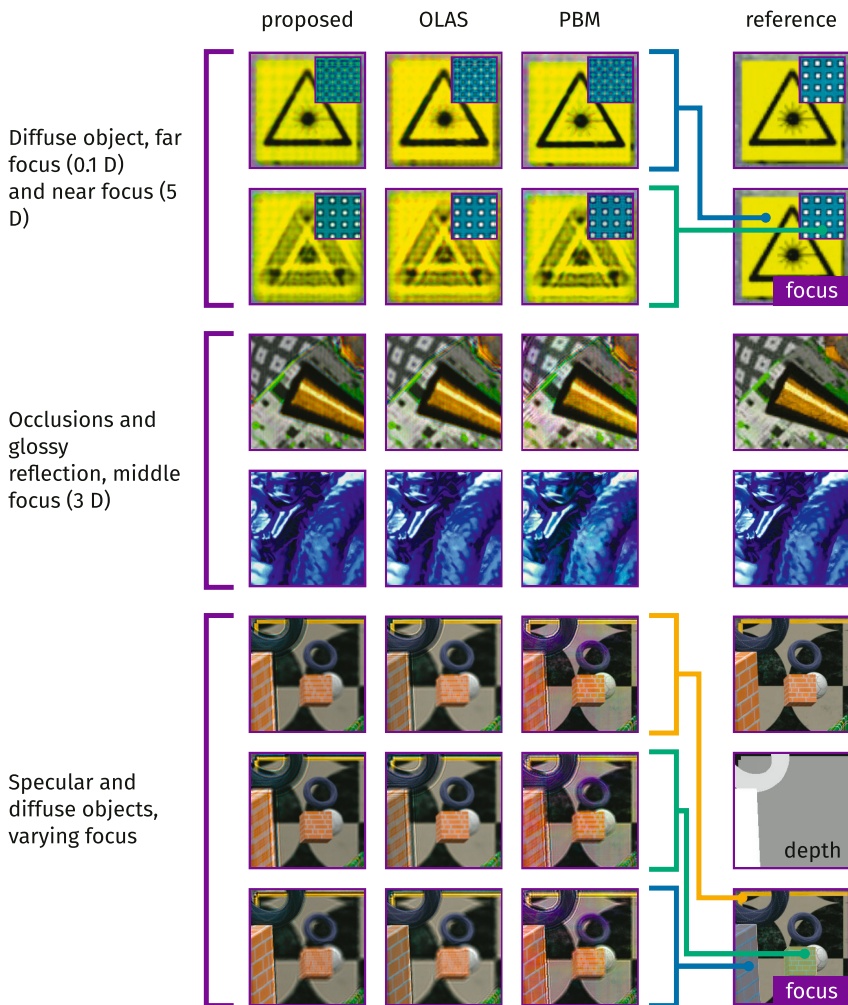 proposed OLAS PBM reference
Diffuse object, far
focus (0.1 D)
and near focus (5
D)
focus
Occlusions and
glossy
reflection, middle
focus (3 D)
Specular and
diffuse objects,
varying focus
depth
focus